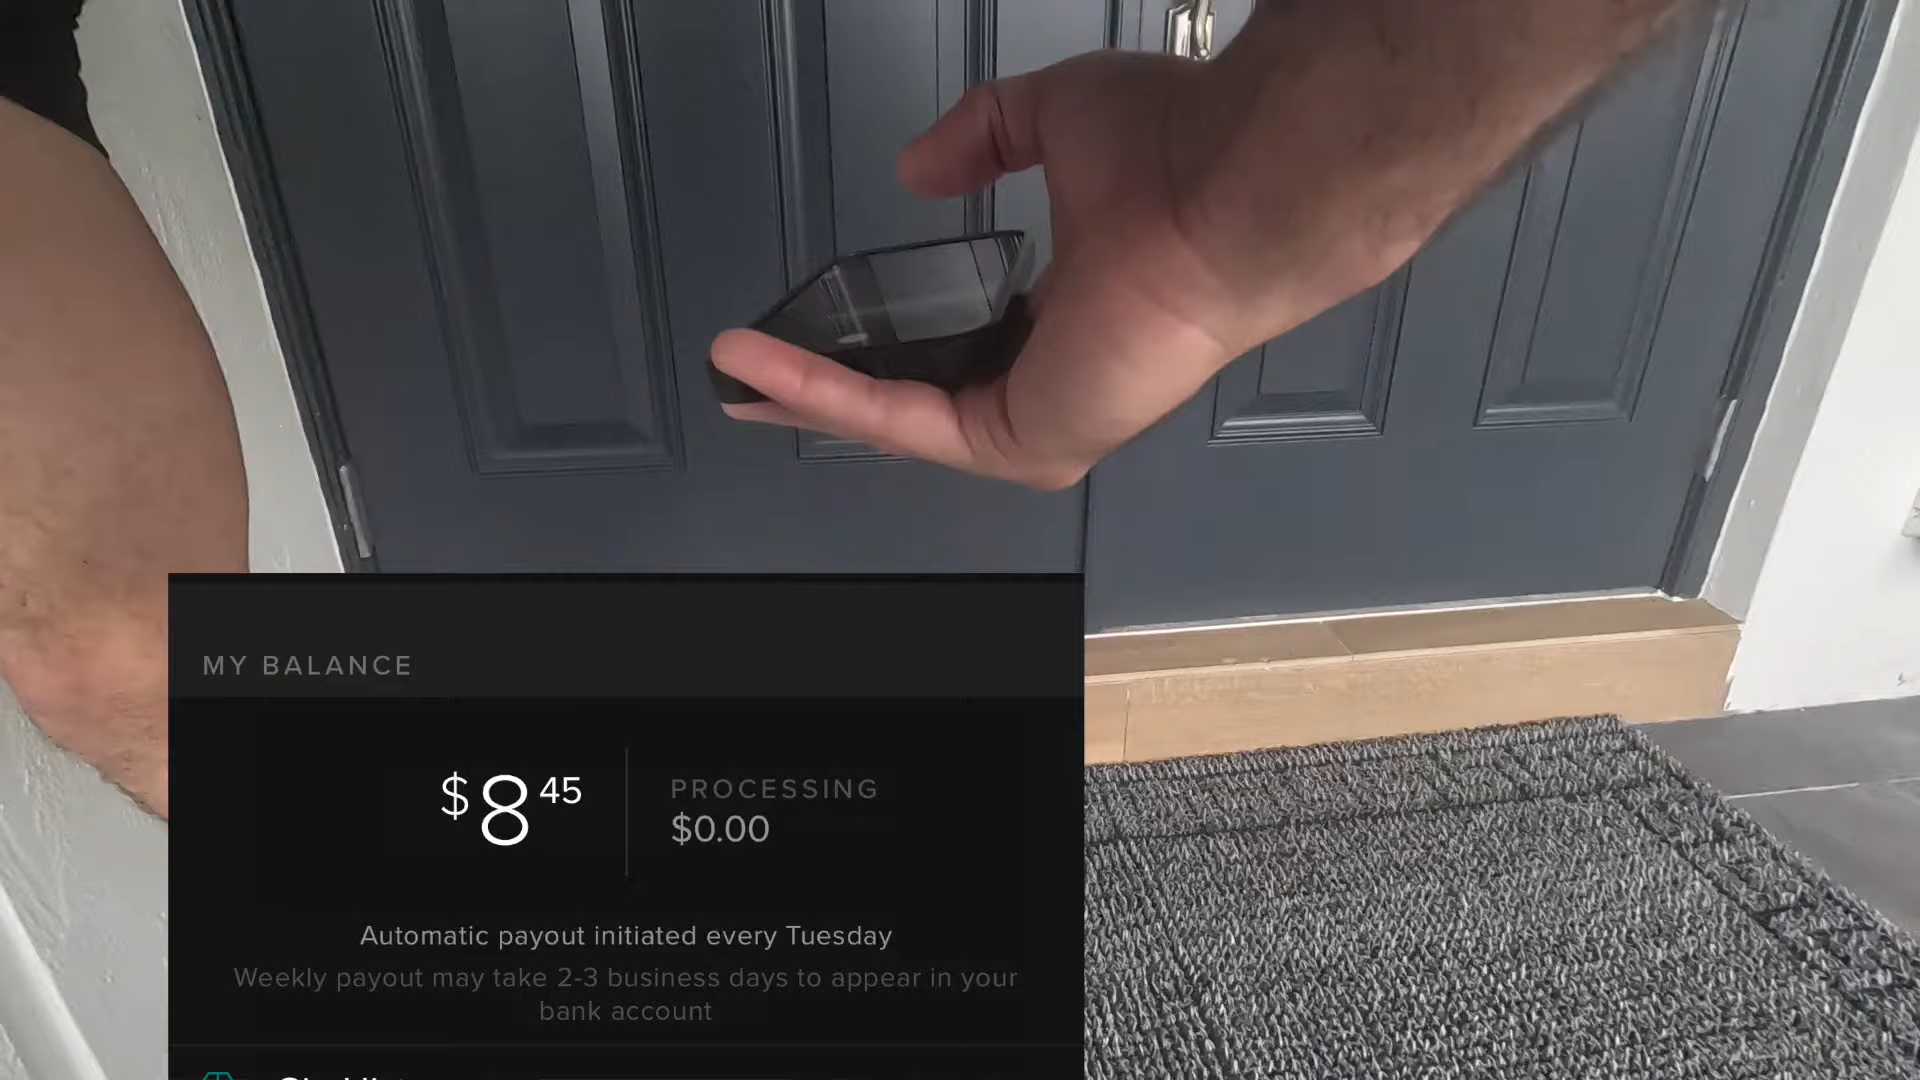 MY BALANCE
$8 45
PROCESSING
$0.00
Automatic payout initiated every Tuesday
Weekly payout may take 2-3 business days to appear in your
bank account